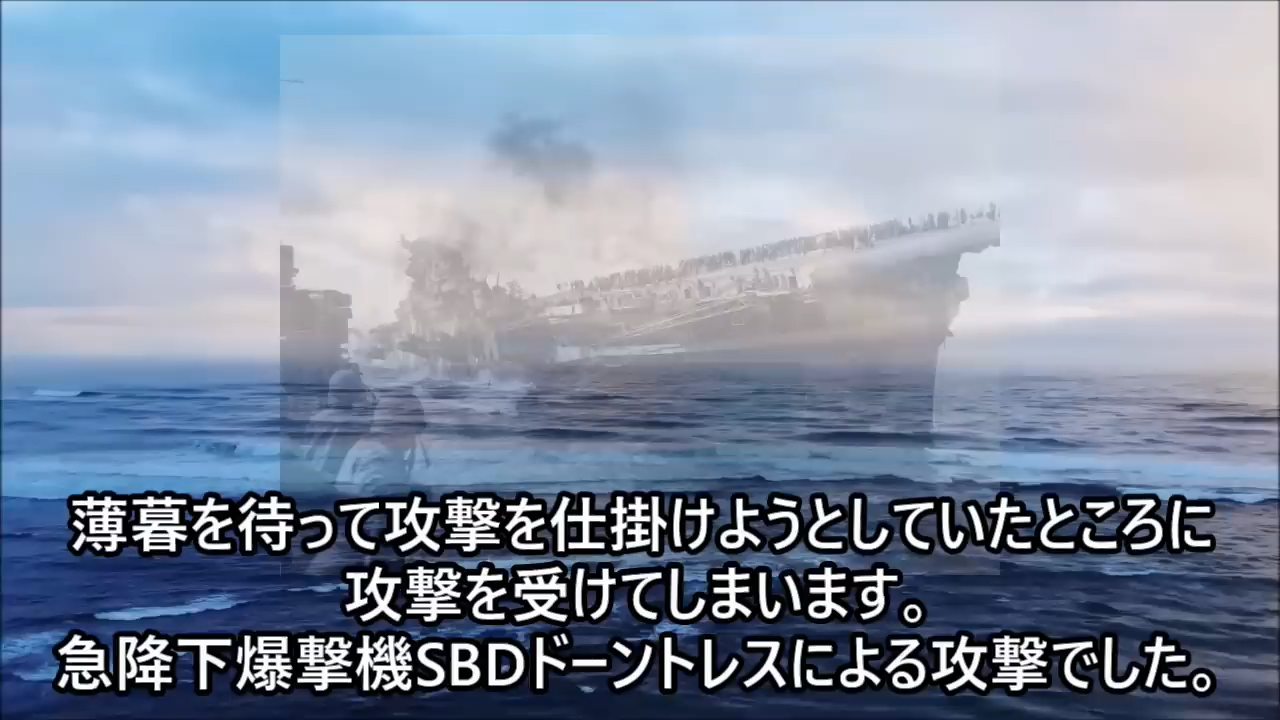 薄暮を待って攻撃を仕掛けようとしていたところに
攻撃を受けてしまいます。
急降下爆撃機SBDドーントレスによる攻撃でした。